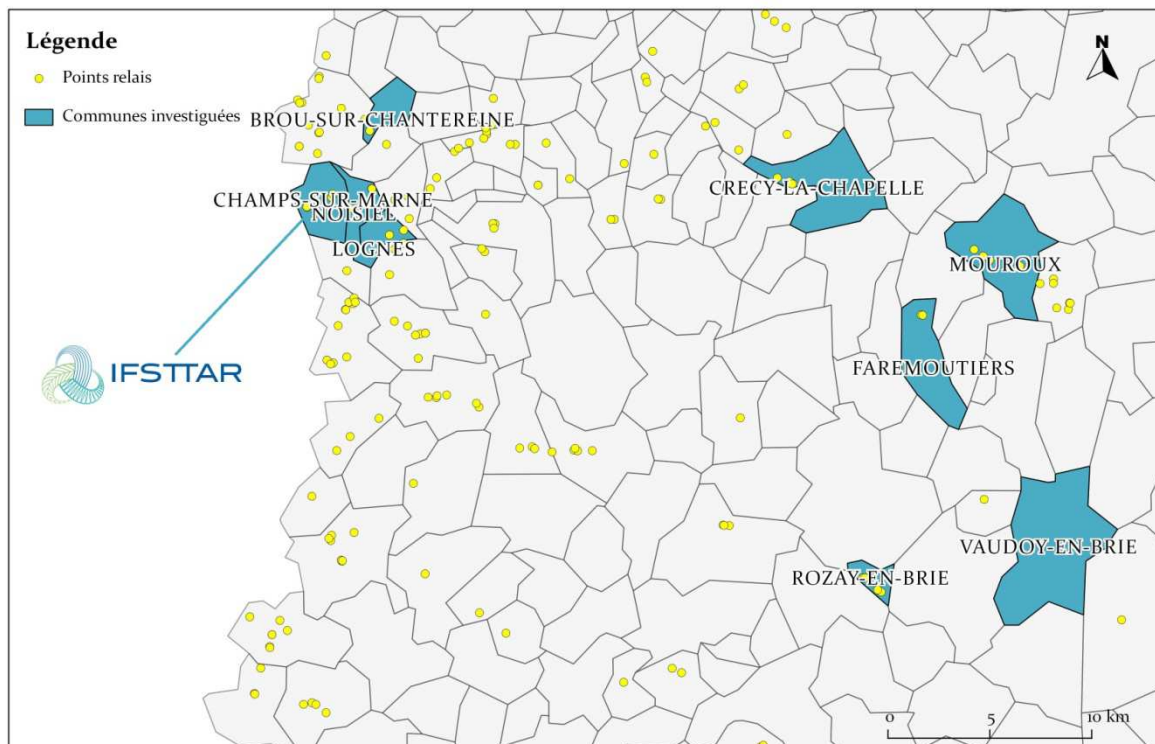 Légende
Points relais
Communes investiguées
N
BROU-SUR-CHANTEREINE
CHAMPS-SUR-MARNE
NOISIEL
LOGNES
CRECY-LA-CHAPELLE
MOUROUX
IFSTTAR
FAREMOUTIERS
VAUDOY-EN-BRIE
ROZAY-EN-BRIE
0 5 10 km